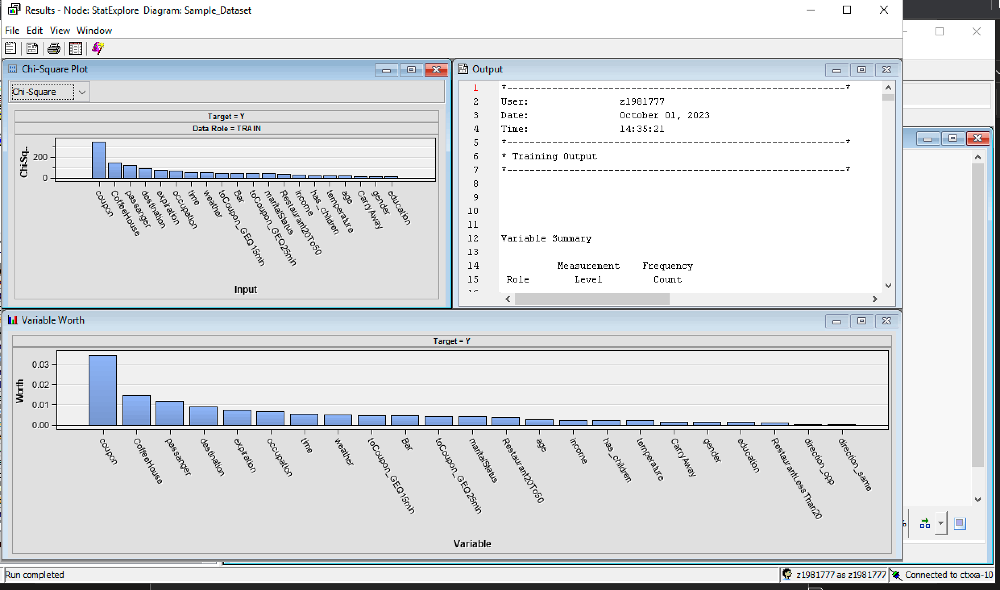 Results - Node: StatExplore  Diagram: Sample_Dataset
File Edit View Window
Chi-Square Plot
Chi-Square
Target = Y
Data Role = TRAIN
Chi-Sq...
200
0
coupon
CoffeeHouse
passanger
destination
expiration
occupation
time
weather
toCoupon_GEQ15min
Bar
toCoupon_GEQ25min
maritalStatus
Restaurant20To50
income
has_children
temperature
age
CarryAway
gender
education
Input
Output
1 *------------------------------------------------------------*
2 User: z1981777
3 Date: October 01, 2023
4 Time: 14:35:21
5 *------------------------------------------------------------*
6 * Training Output
7 *------------------------------------------------------------*
8
9
10
11
12 Variable Summary
13
14 Measurement Frequency
15 Role Level Count
Variable Worth
Target = Y
Worth
0.03
0.02
0.01
0.00
coupon
CoffeeHouse
passanger
destination
expiration
occupation
time
weather
toCoupon_GEQ15min
Bar
toCoupon_GEQ25min
maritalStatus
Restaurant20To50
age
income
has_children
temperature
CarryAway
gender
education
RestaurantLessThan20
direction_opp
direction_same
Variable
Run completed
z1981777 as z1981777
Connected to ctxxa-10